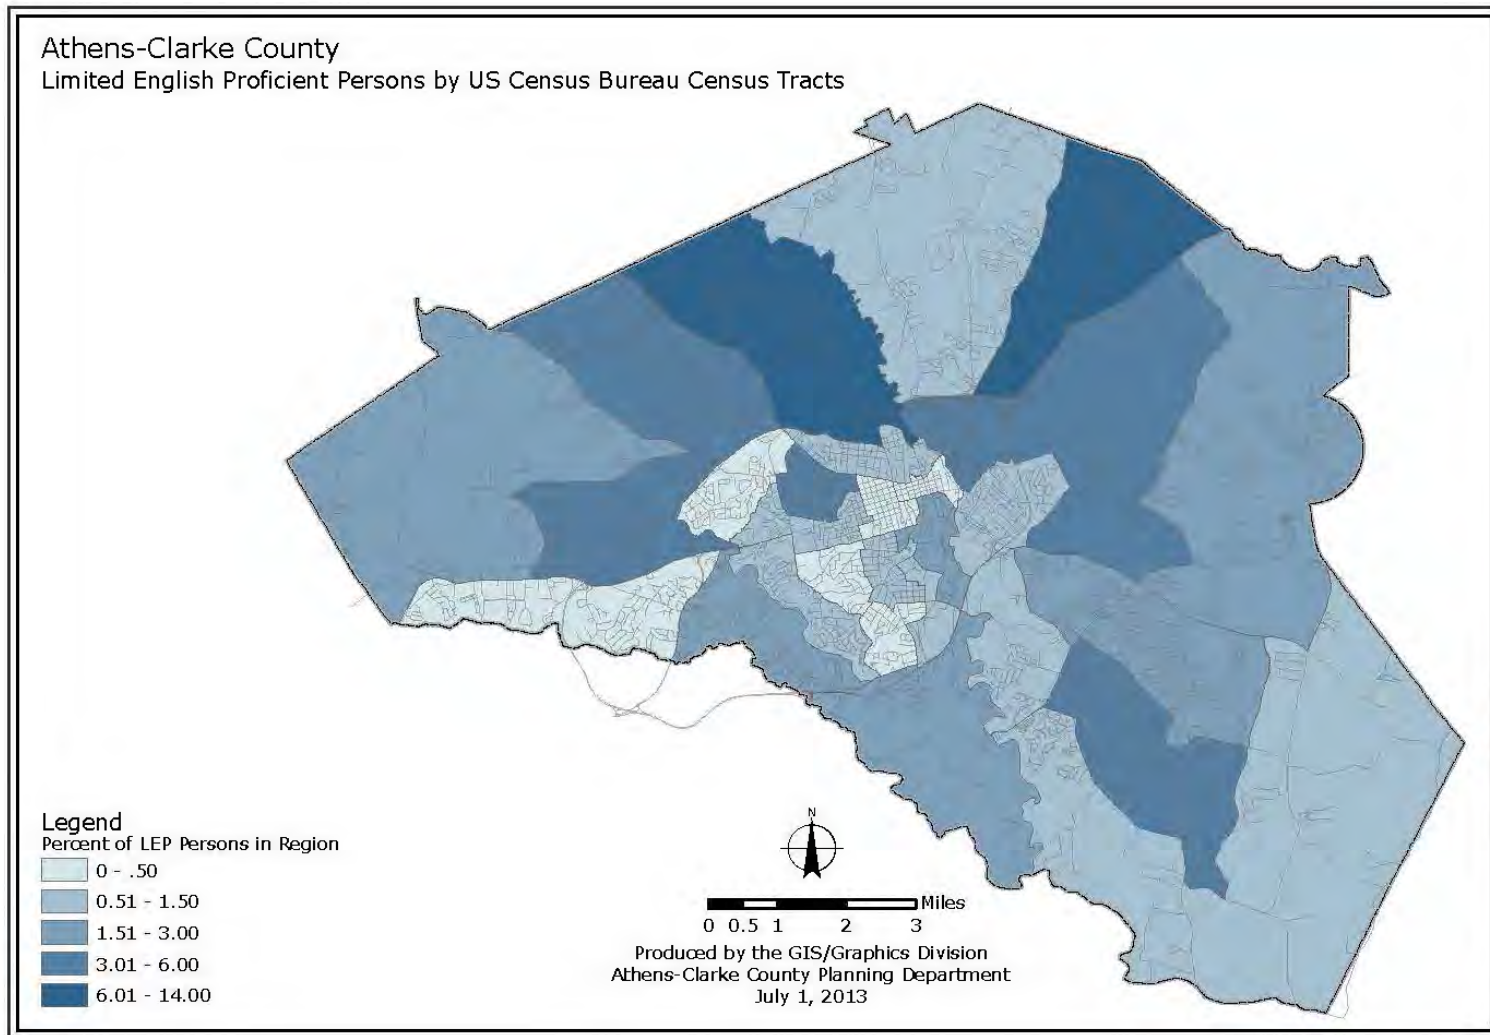 Athens-Clarke County
Limited English Proficient Persons by US Census Bureau Census Tracts
Legend
Percent of LEP Persons in Region
0 - .50
0.51 - 1.50
1.51 - 3.00
3.01 - 6.00
6.01 - 14.00
N
Miles
0 0.5 1 2 3
Produced by the GIS/Graphics Division
Athens-Clarke County Planning Department
July 1, 2013